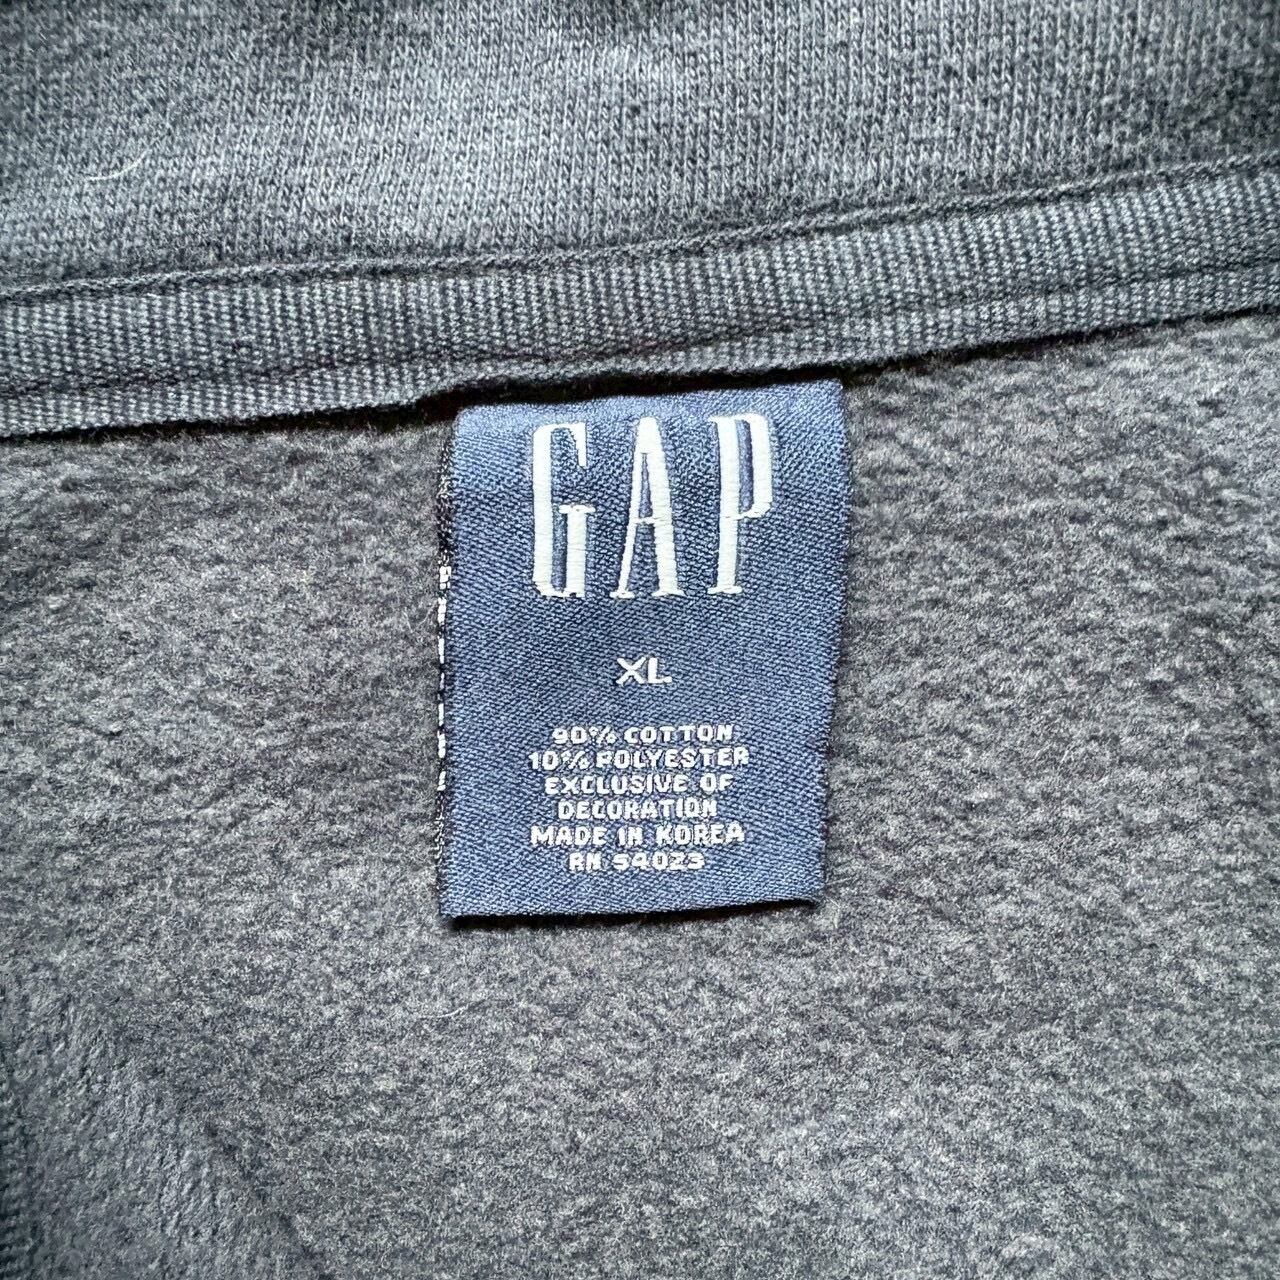 GAP
XL
90% COTTON
10% POLYESTER
EXCLUSIVE OF
DECORATION
MADE IN KOREA
RN 54023